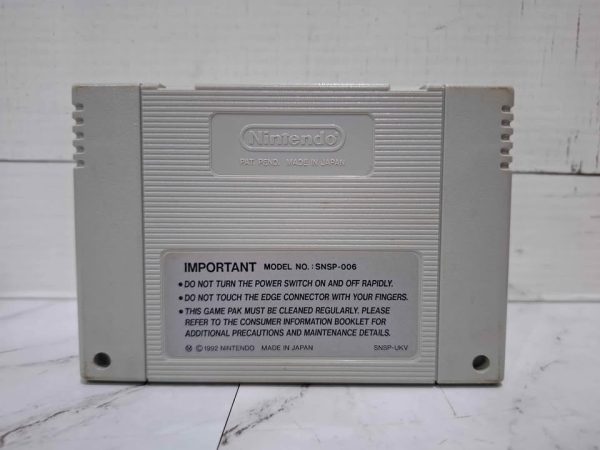 Nintendo
PAT. PEND. MADE IN JAPAN
IMPORTANT MODEL NO. : SNSP-006
• DO NOT TURN THE POWER SWITCH ON AND OFF RAPIDLY.
• DO NOT TOUCH THE EDGE CONNECTOR WITH YOUR FINGERS.
• THIS GAME PAK MUST BE CLEANED REGULARLY. PLEASE
REFER TO THE CONSUMER INFORMATION BOOKLET FOR
ADDITIONAL PRECAUTIONS AND MAINTENANCE DETAILS.
Ⓜ ©1992 NINTENDO MADE IN JAPAN SNSP-UKV